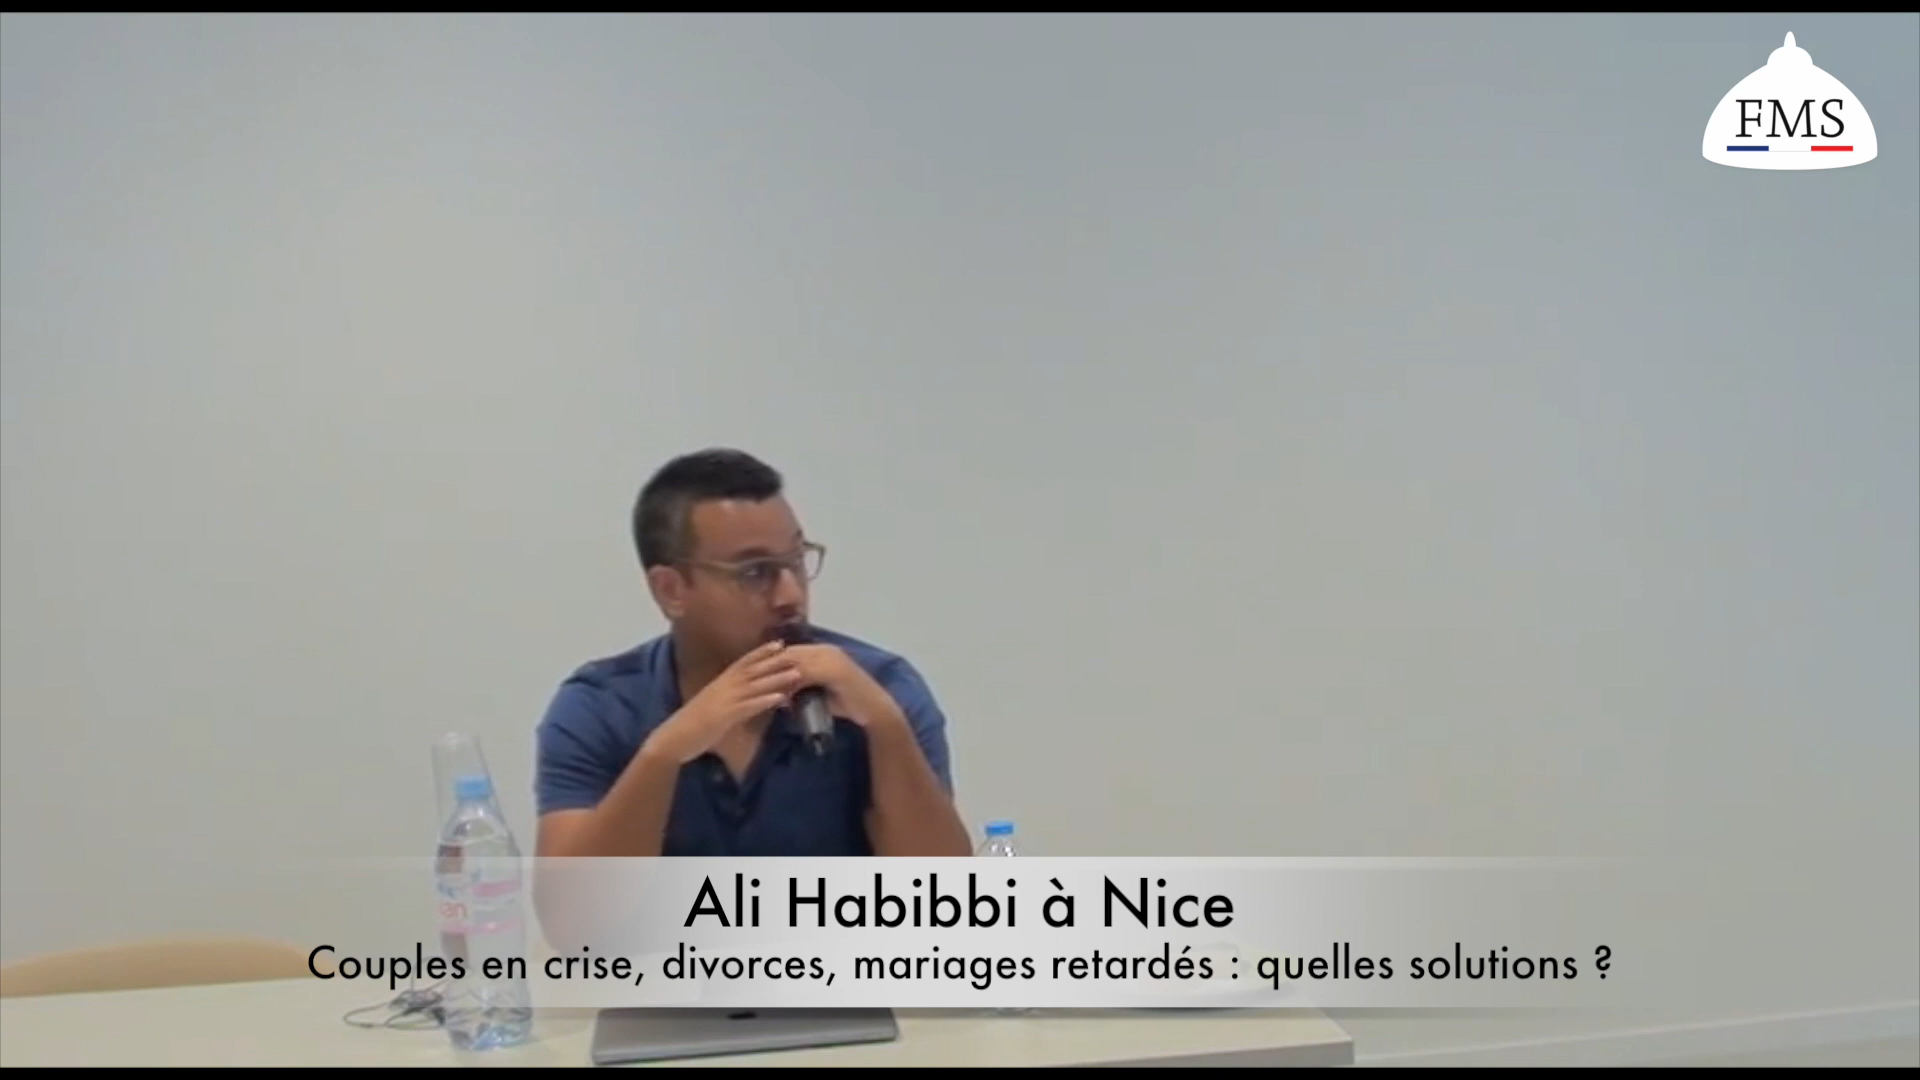 FMS
Ali Habibbi à Nice
Couples en crise, divorces, mariages retardés : quelles solutions ?